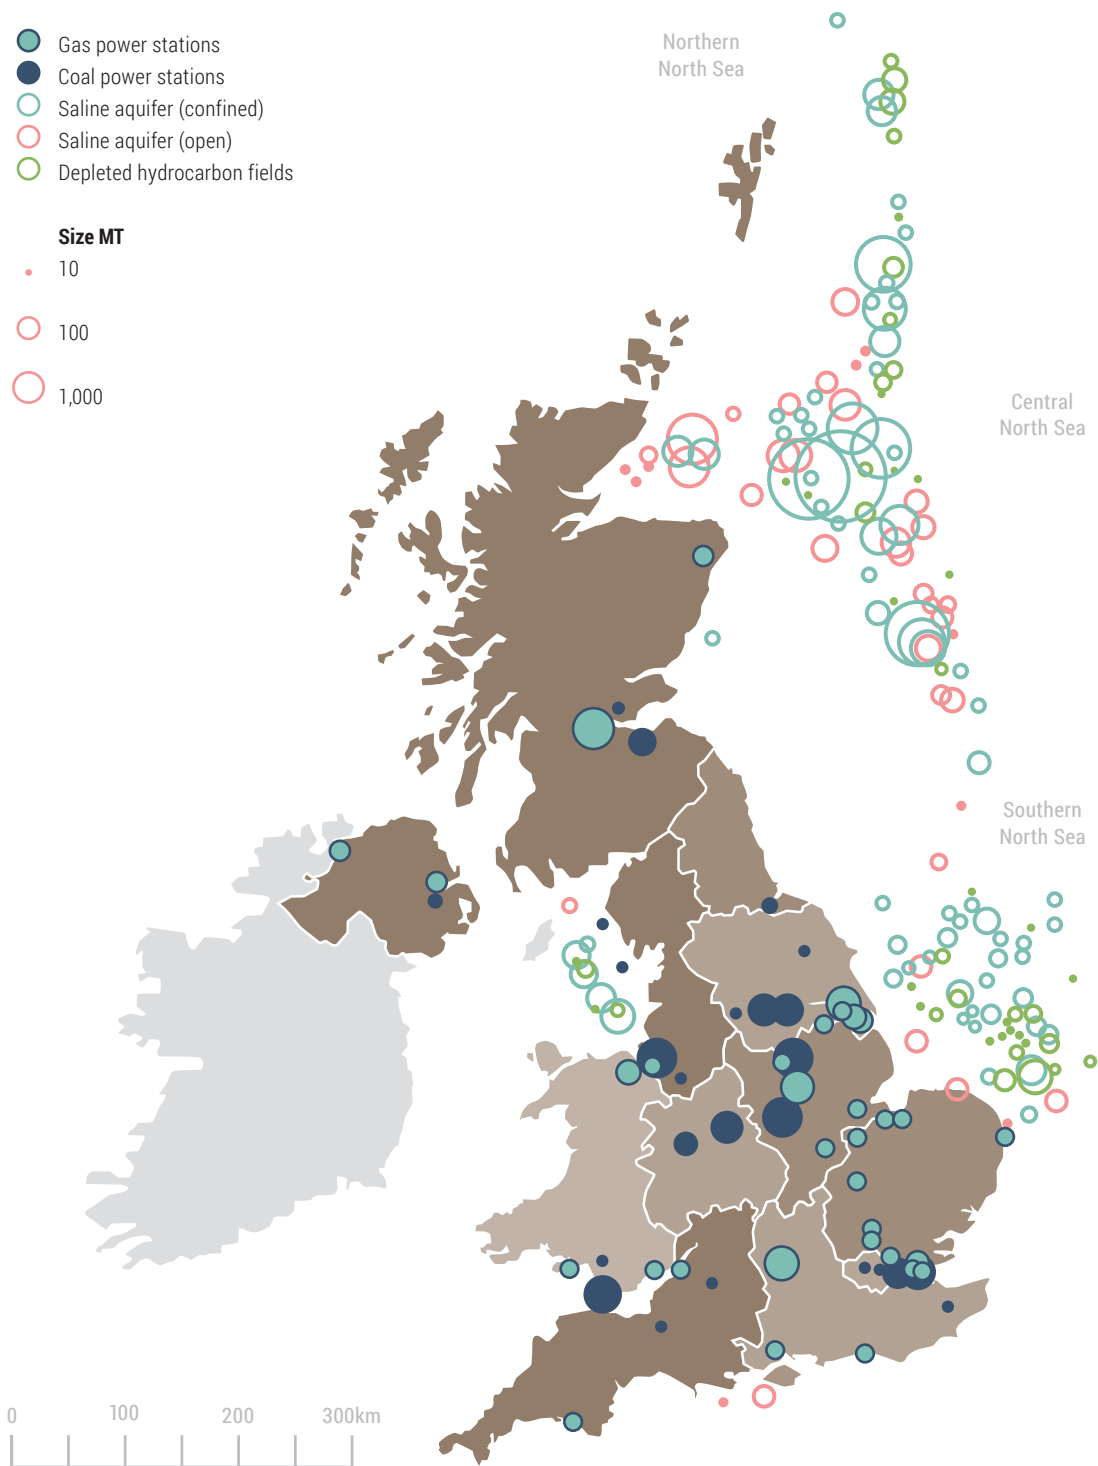 Gas power stations
Coal power stations
Saline aquifer (confined)
Saline aquifer (open)
Depleted hydrocarbon fields
Size MT
10
100
1,000
Northern
North Sea
Central
North Sea
Southern
North Sea
0 100 200 300km